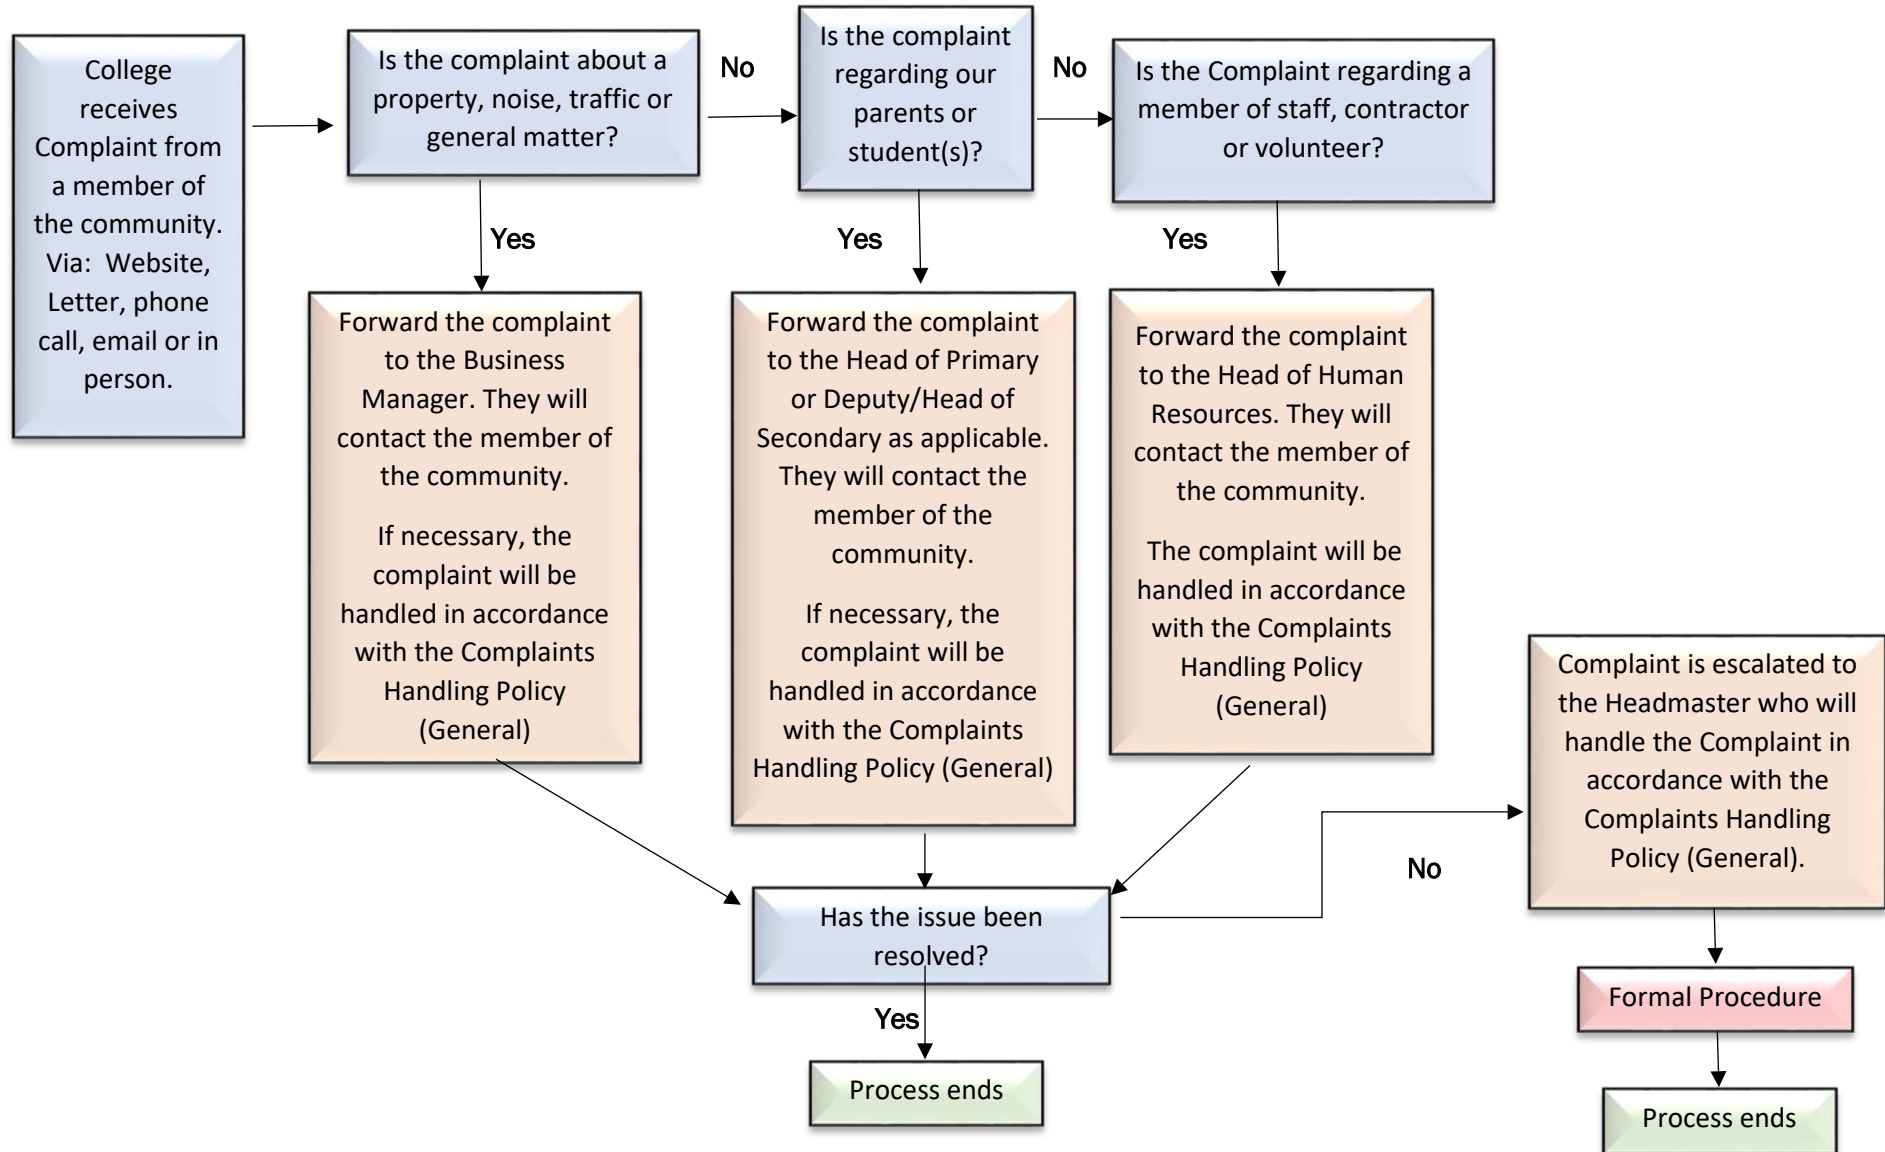 College
receives
Complaint from
a member of
the community.
Via:  Website,
Letter, phone
call, email or in
person.
Is the complaint about a
property, noise, traffic or
general matter?
No
Is the complaint
regarding our
parents or
student(s)?
No
Is the Complaint regarding a
member of staff, contractor
or volunteer?
Yes
Yes
Yes
Forward the complaint
to the Business
Manager. They will
contact the member of
the community.
If necessary, the
complaint will be
handled in accordance
with the Complaints
Handling Policy
(General)
Forward the complaint
to the Head of Primary
or Deputy/Head of
Secondary as applicable.
They will contact the
member of the
community.
If necessary, the
complaint will be
handled in accordance
with the Complaints
Handling Policy (General)
Forward the complaint
to the Head of Human
Resources. They will
contact the member of
the community.
The complaint will be
handled in accordance
with the Complaints
Handling Policy
(General)
Has the issue been
resolved?
No
Complaint is escalated to
the Headmaster who will
handle the Complaint in
accordance with the
Complaints Handling
Policy (General).
Yes
Process ends
Formal Procedure
Process ends